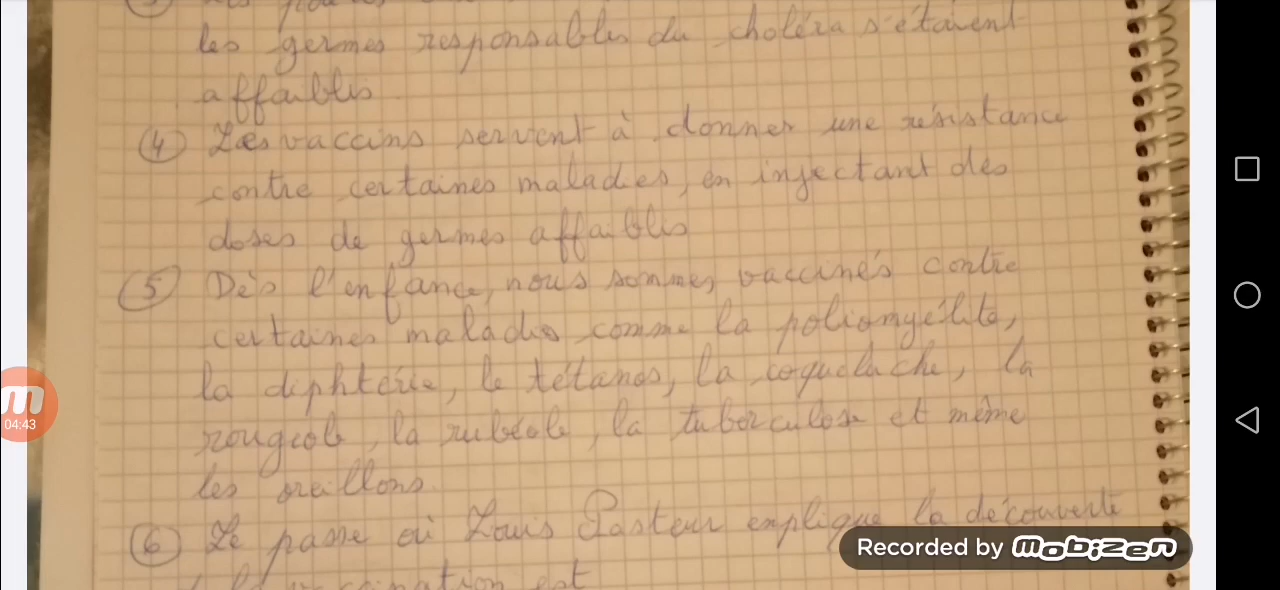 les germes responsables du choléra s'étaient
affaiblis
4 Les vaccins servent à donner une résistance
contre certaines maladies, en injectant des
doses de germes affaiblis
5 Dès l'enfance, nous sommes vaccinés contre
certaines maladies comme la poliomyélite,
la diphtérie, le tétanos, la coqueluche, la
rougeole, la rubéole, la tuberculose et même
les oreillons.
6 Le passe où Louis Pasteur explique la découverte
vaccination est
04:43
Recorded by mobizen